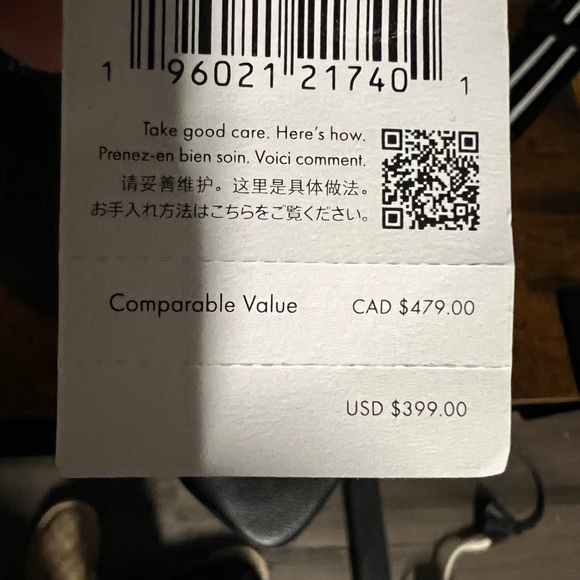 1 96021 21740 1
Take good care. Here's how.
Prenez-en bien soin. Voici comment.
请妥善维护。这里是具体做法。
お手入れ方法はこちらをご覧ください。
Comparable Value CAD $479.00
USD $399.00